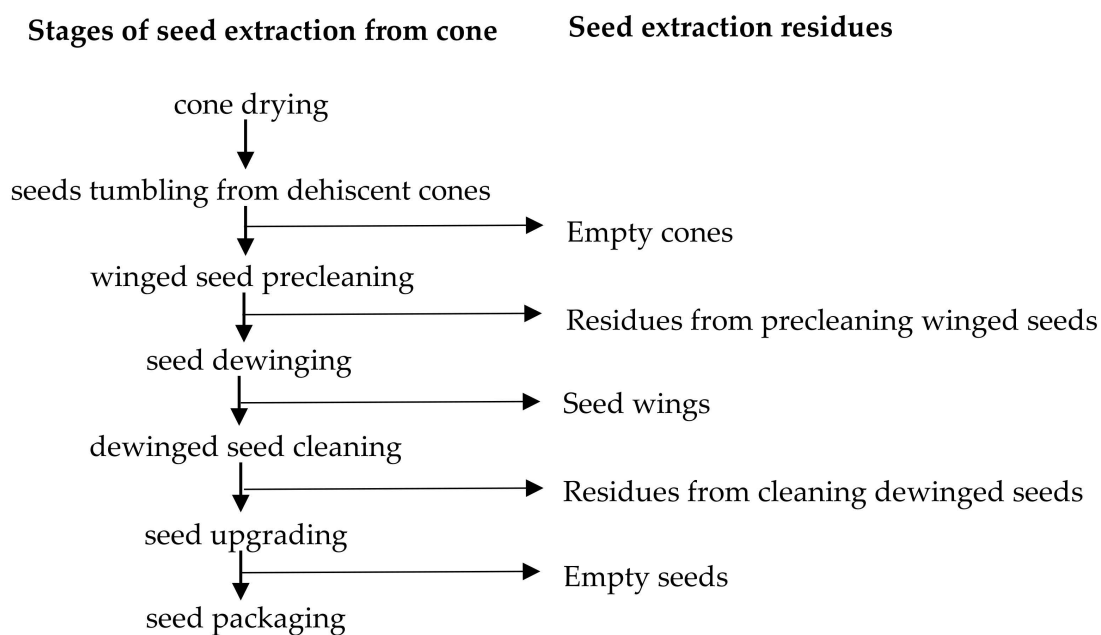 Stages of seed extraction from cone
Seed extraction residues
cone drying
seeds tumbling from dehiscent cones
Empty cones
winged seed precleaning
Residues from precleaning winged seeds
seed dewinging
Seed wings
dewinged seed cleaning
Residues from cleaning dewinged seeds
seed upgrading
Empty seeds
seed packaging